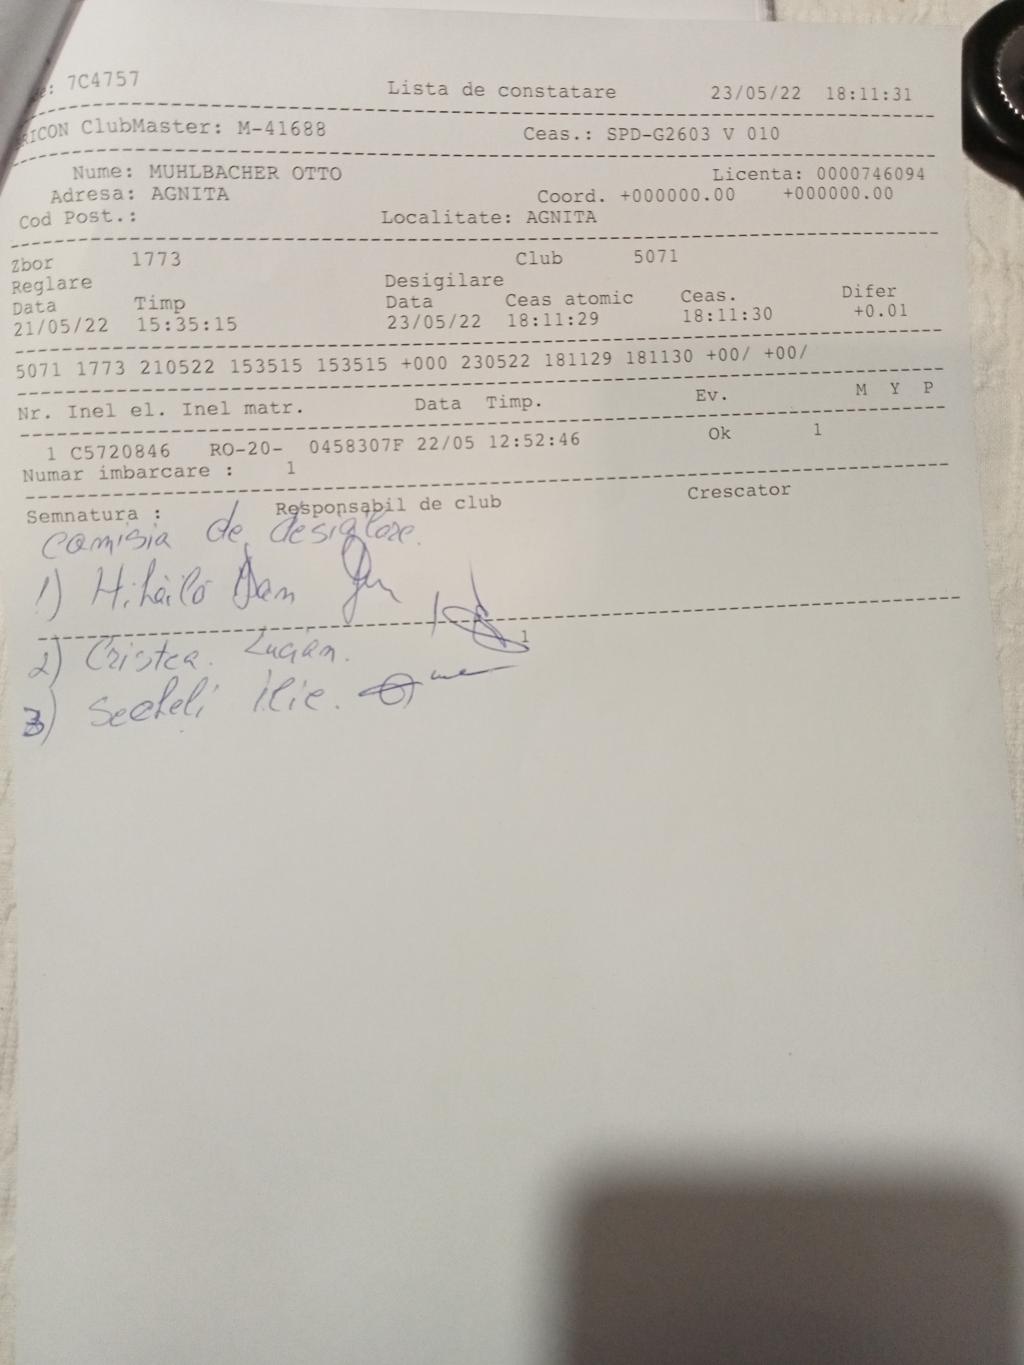 : 7C4757 Lista de constatare 23/05/22 18:11:31
RICON ClubMaster: M-41688 Ceas.: SPD-G2603 V 010
Nume: MUHLBACHER OTTO Licenta: 0000746094
Adresa: AGNITA Coord. +000000.00 +000000.00
Cod Post.: Localitate: AGNITA
Zbor 1773 Club 5071
Reglare Desigilare
Data Timp Data Ceas atomic Ceas. Difer
21/05/22 15:35:15 23/05/22 18:11:29 18:11:30 +0.01
5071 1773 210522 153515 153515 +000 230522 181129 181130 +00/ +00/
Nr. Inel el. Inel matr. Data Timp. Ev. M Y P
1 C5720846 RO-20- 0458307F 22/05 12:52:46 Ok 1
Numar imbarcare : 1
Semnatura : Responsabil de club Crescator
Comisia de
1) Dan
1
2) Cristea. Lucian.
3) Ilie.